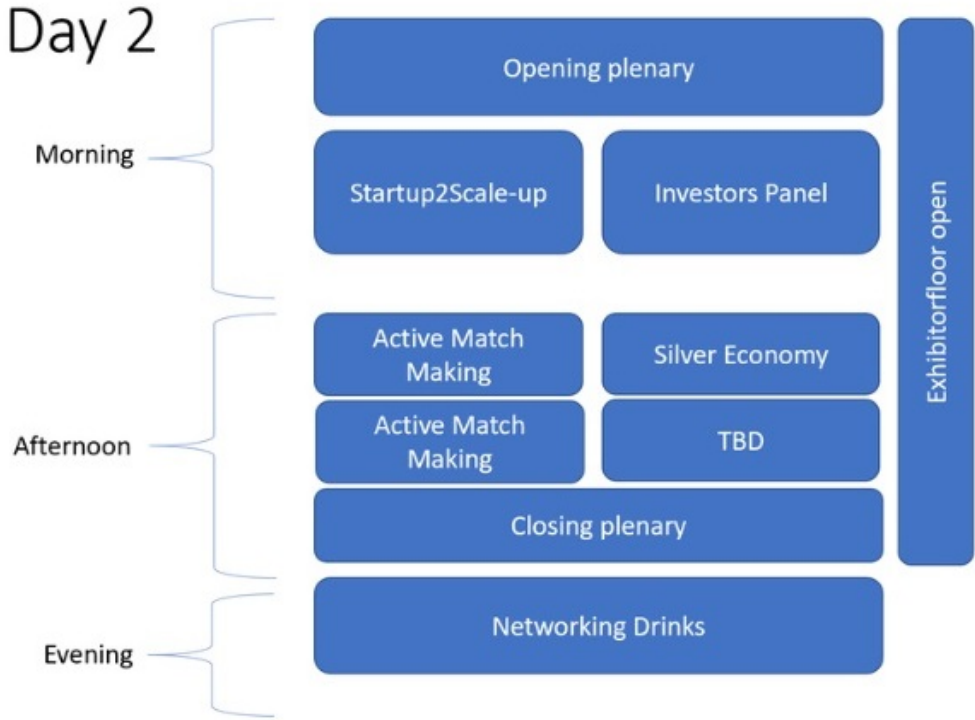 Day 2
Morning
Opening plenary
Startup2Scale-up
Investors Panel
Exhibitorfloor open
Afternoon
Active Match
Making
Silver Economy
Active Match
Making
TBD
Closing plenary
Evening
Networking Drinks